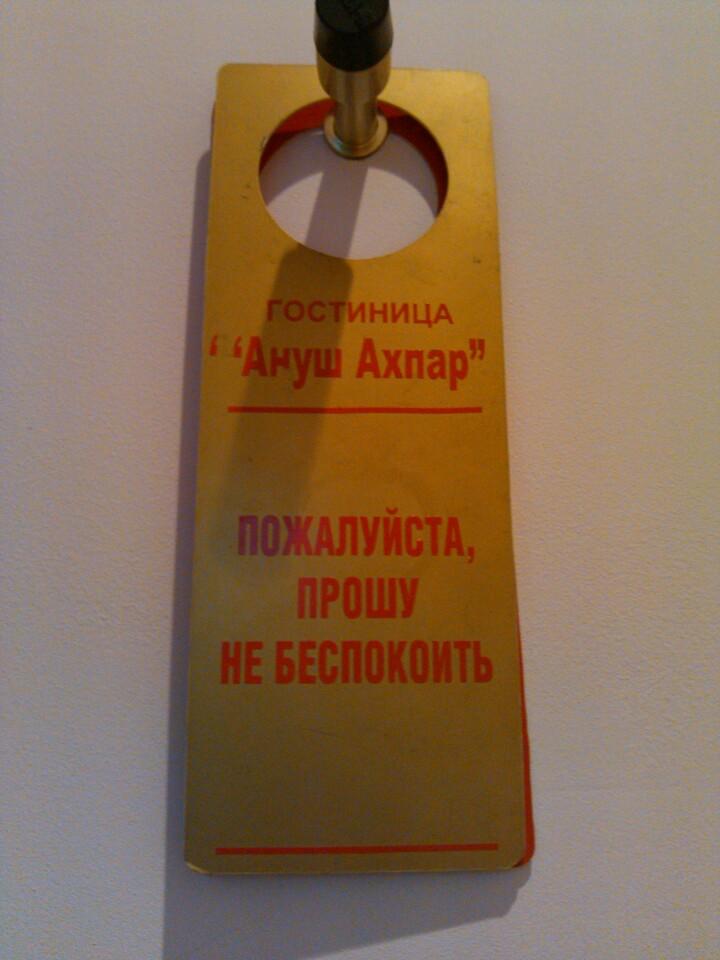 ГОСТИНИЦА
“Ануш Ахпар”
ПОЖАЛУЙСТА,
ПРОШУ
НЕ БЕСПОКОИТЬ